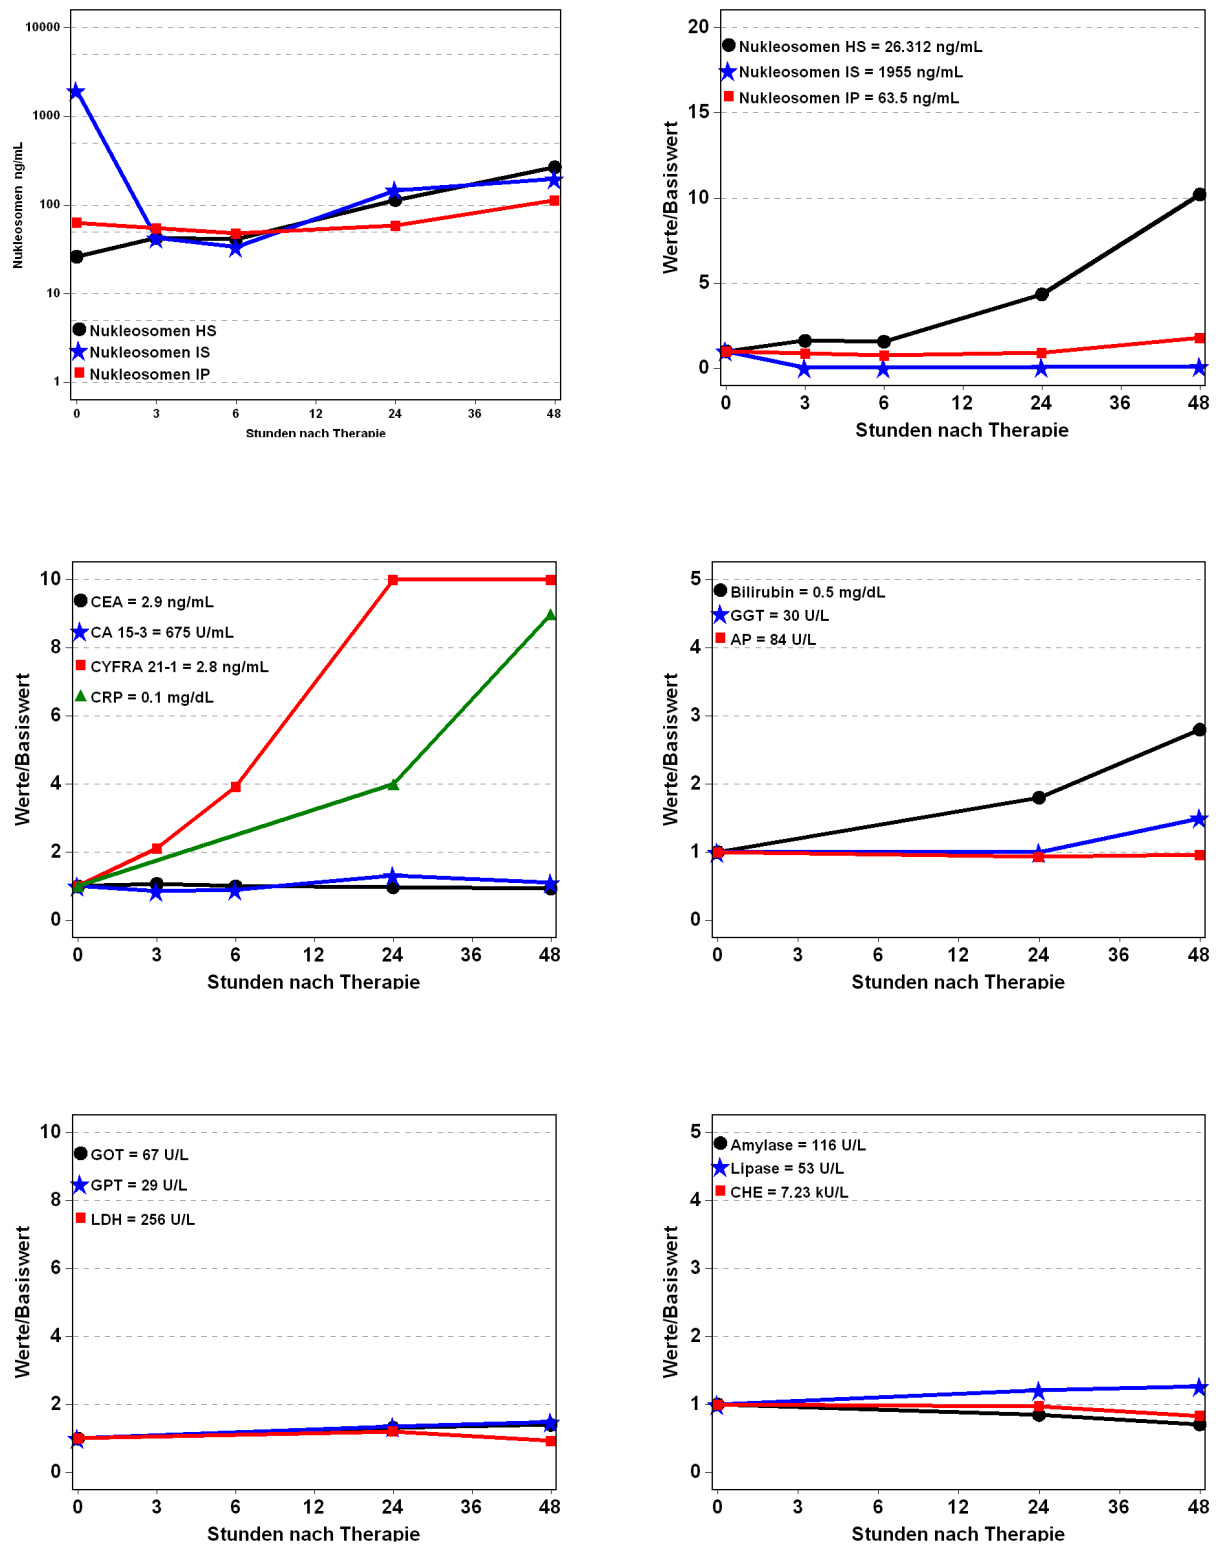 10000
1000
100
10
1
Nukleosomen ng/mL
Nukleosomen HS
Nukleosomen IS
Nukleosomen IP
0 3 6 12 24 36 48
Stunden nach Therapie
20
15
10
5
0
Werte/Basiswert
Nukleosomen HS = 26.312 ng/mL
Nukleosomen IS = 1955 ng/mL
Nukleosomen IP = 63.5 ng/mL
0 3 6 12 24 36 48
Stunden nach Therapie
10
8
6
4
2
0
Werte/Basiswert
CEA = 2.9 ng/mL
CA 15-3 = 675 U/mL
CYFRA 21-1 = 2.8 ng/mL
CRP = 0.1 mg/dL
0 3 6 12 24 36 48
Stunden nach Therapie
5
4
3
2
1
0
Werte/Basiswert
Bilirubin = 0.5 mg/dL
GGT = 30 U/L
AP = 84 U/L
0 3 6 12 24 36 48
Stunden nach Therapie
10
8
6
4
2
0
Werte/Basiswert
GOT = 67 U/L
GPT = 29 U/L
LDH = 256 U/L
0 3 6 12 24 36 48
Stunden nach Therapie
5
4
3
2
1
0
Werte/Basiswert
Amylase = 116 U/L
Lipase = 53 U/L
CHE = 7.23 kU/L
0 3 6 12 24 36 48
Stunden nach Therapie